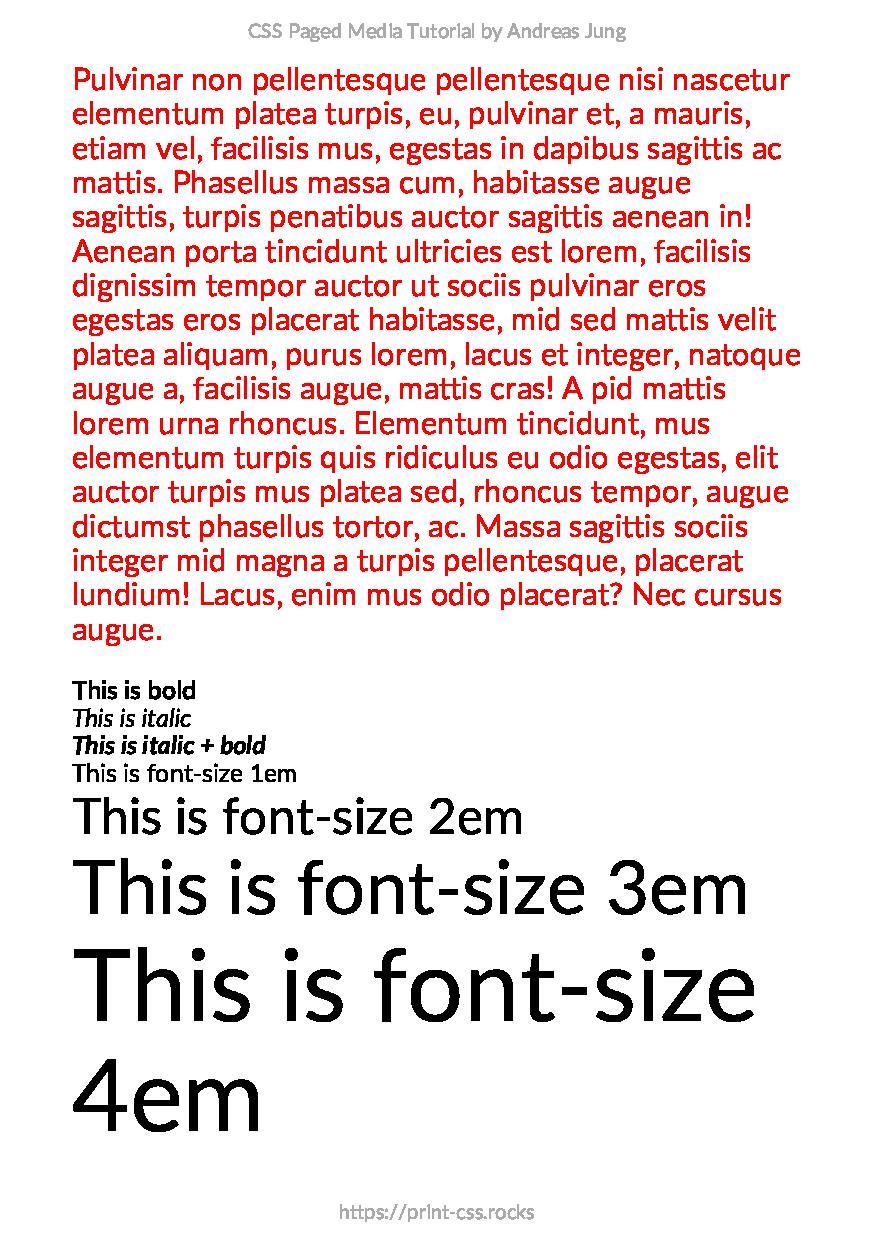 CSS Paged Media Tutorial by Andreas Jung
Pulvinar non pellentesque pellentesque nisi nascetur
elementum platea turpis, eu, pulvinar et, a mauris,
etiam vel, facilisis mus, egestas in dapibus sagittis ac
mattis. Phasellus massa cum, habitasse augue
sagittis, turpis penatibus auctor sagittis aenean in!
Aenean porta tincidunt ultricies est lorem, facilisis
dignissim tempor auctor ut sociis pulvinar eros
egestas eros placerat habitasse, mid sed mattis velit
platea aliquam, purus lorem, lacus et integer, natoque
augue a, facilisis augue, mattis cras! A pid mattis
lorem urna rhoncus. Elementum tincidunt, mus
elementum turpis quis ridiculus eu odio egestas, elit
auctor turpis mus platea sed, rhoncus tempor, augue
dictumst phasellus tortor, ac. Massa sagittis sociis
integer mid magna a turpis pellentesque, placerat
lundium! Lacus, enim mus odio placerat? Nec cursus
augue.
This is bold
This is italic
This is italic + bold
This is font-size 1em
This is font-size 2em
This is font-size 3em
This is font-size
4em
https://print-css.rocks